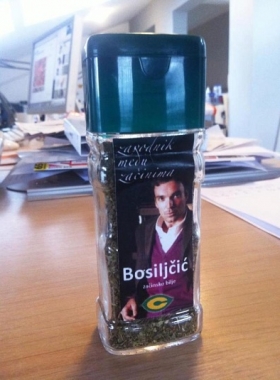 zavodnik
među
začinima
Bosiljčić
začinsko bilje
C